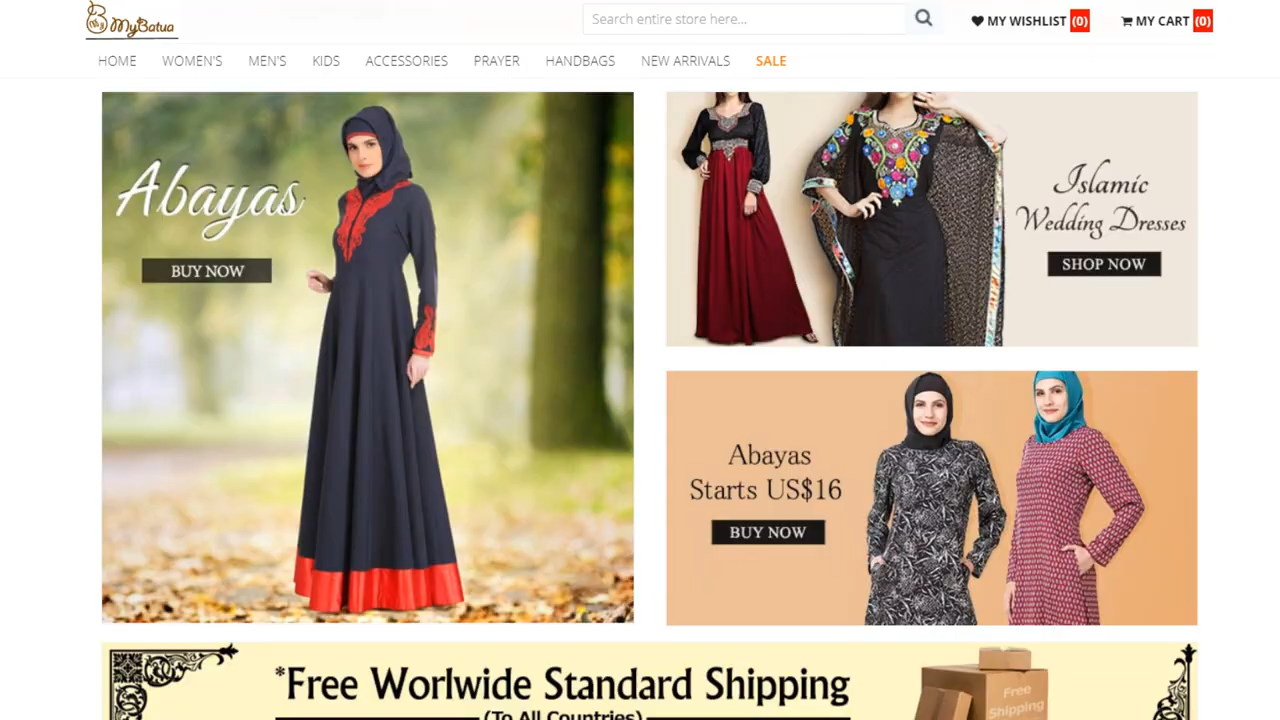 MyBatua
Search entire store here...
MY WISHLIST (0)
MY CART (0)
HOME
WOMEN'S
MEN'S
KIDS
ACCESSORIES
PRAYER
HANDBAGS
NEW ARRIVALS
SALE
Abayas
BUY NOW
Islamic
Wedding Dresses
SHOP NOW
Abayas
Starts US$16
BUY NOW
*Free Worlwide Standard Shipping
(To All Countries)
Free
Shipping